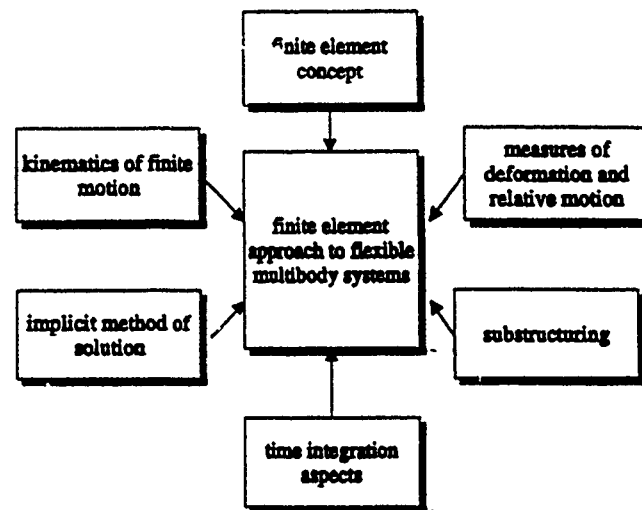 finite element
concept
kinematics of finite
motion
measures of
deformation and
relative motion
finite element
approach to flexible
multibody systems
implicit method of
solution
substructuring
time integration
aspects